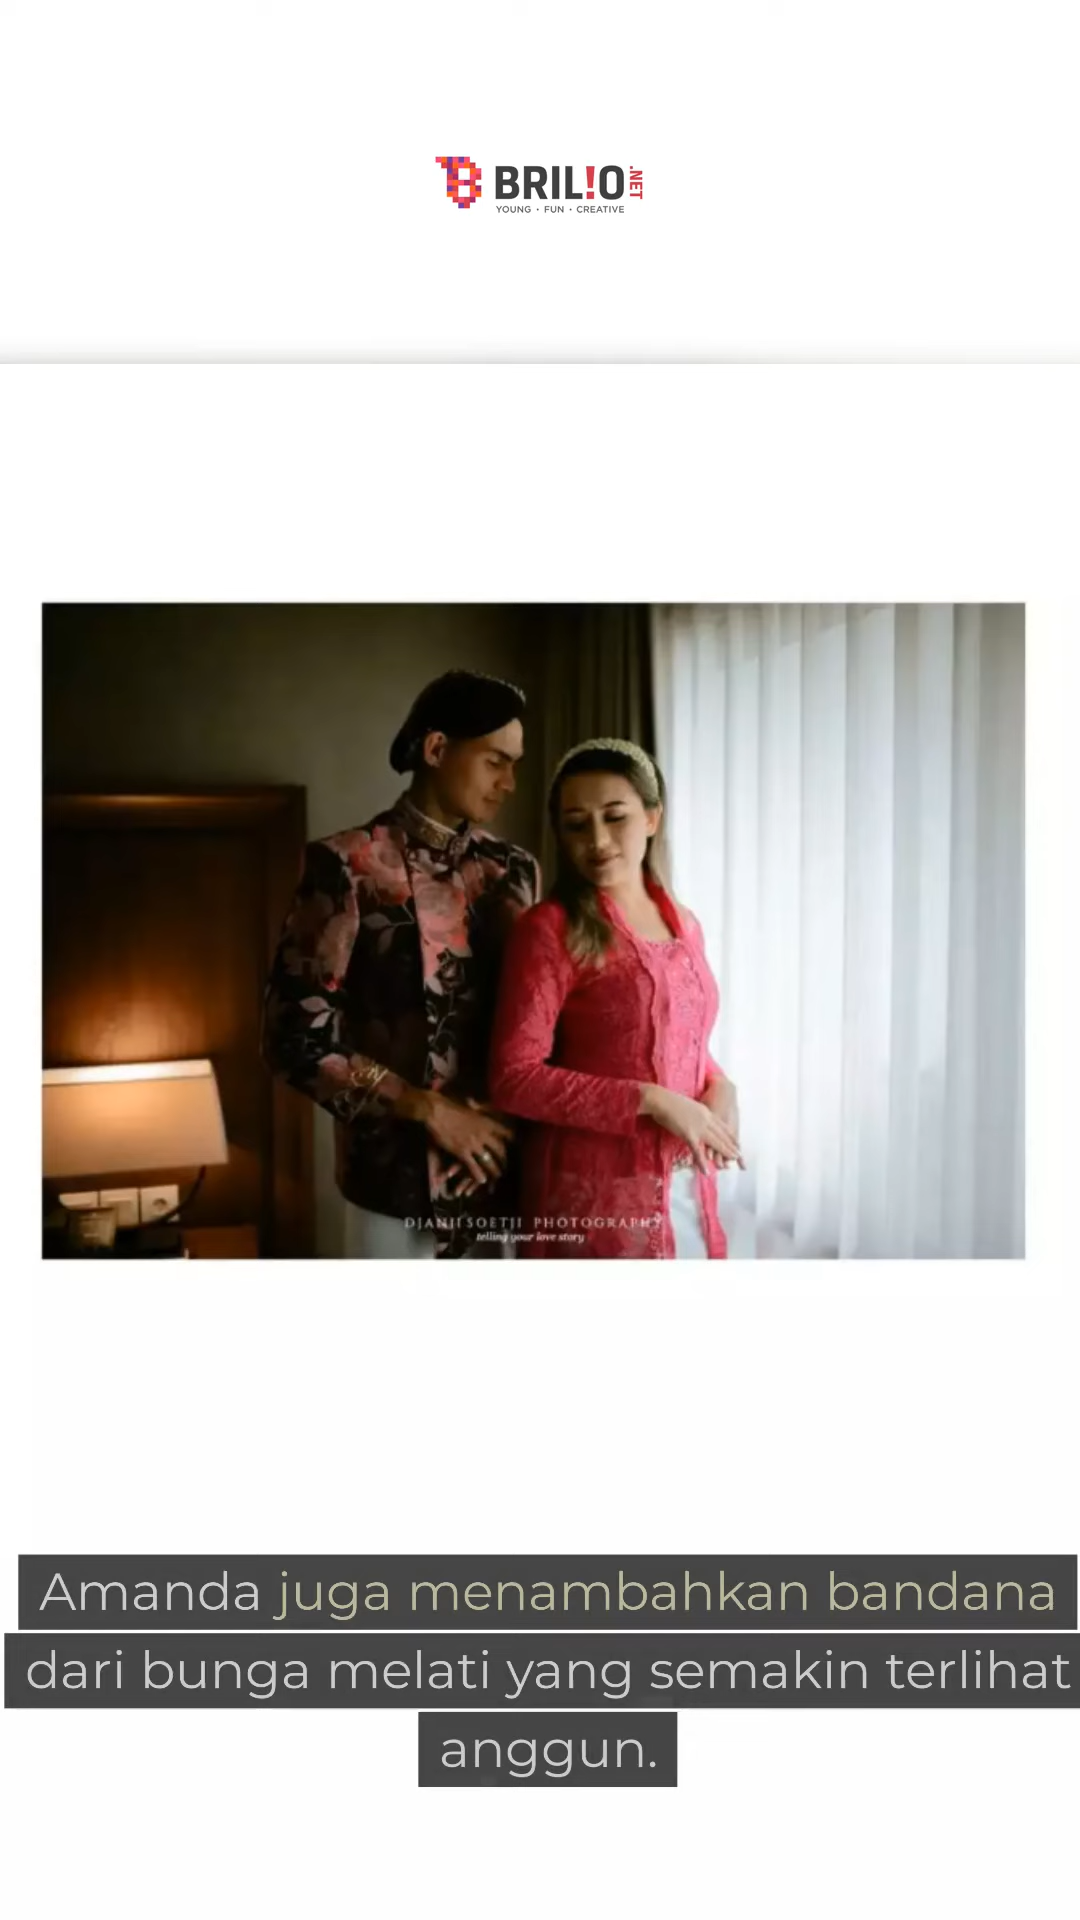 BRIL!O.NET
YOUNG • FUN • CREATIVE
DJANJI SOETJI PHOTOGRAPHY
telling your love story
Amanda juga menambahkan bandana
dari bunga melati yang semakin terlihat
anggun.